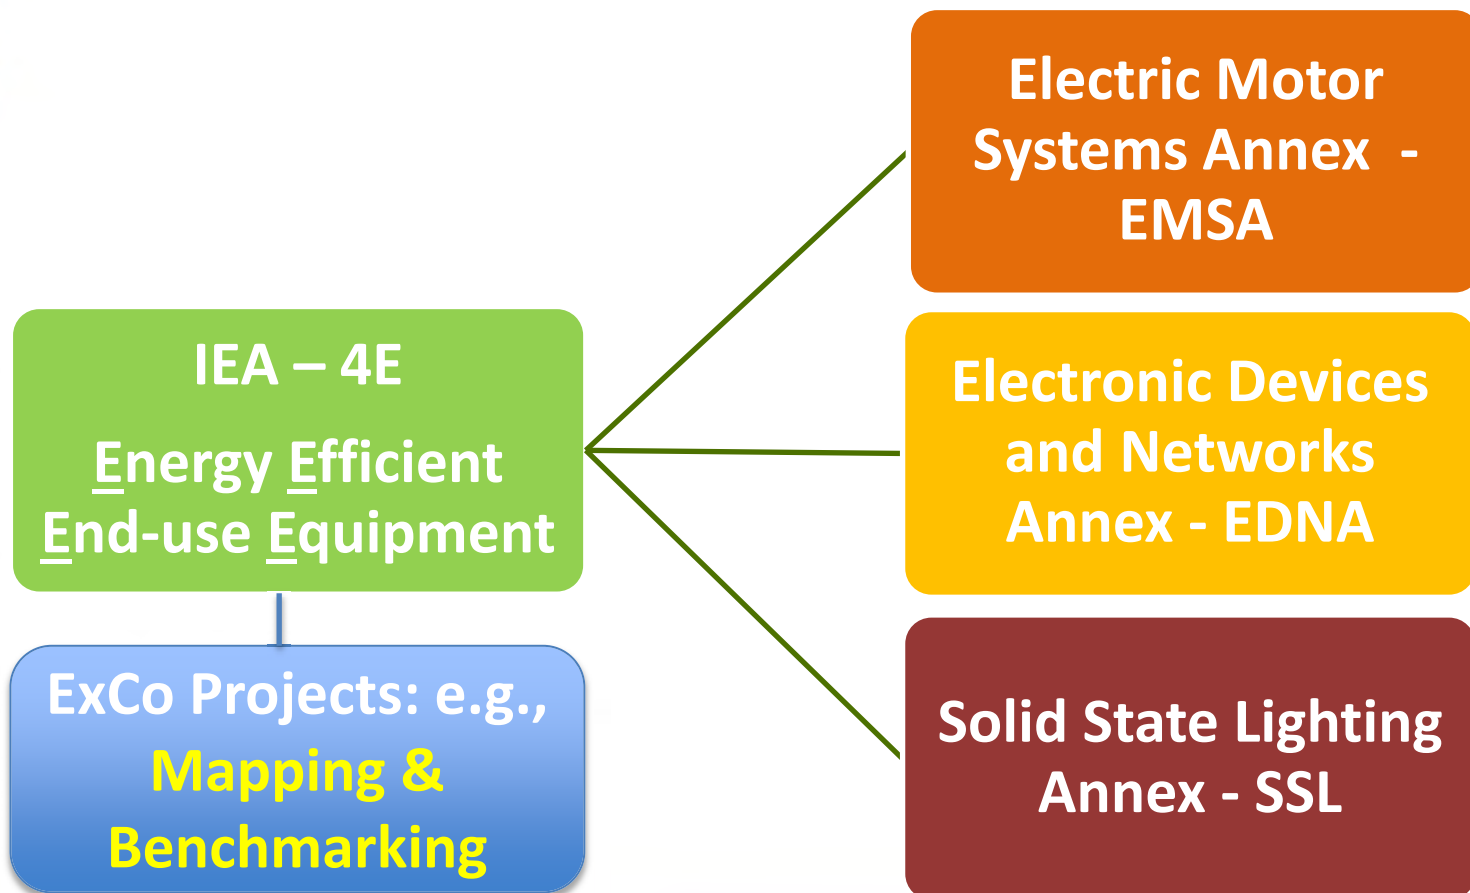 IEA – 4E
Energy Efficient
End-use Equipment
ExCo Projects: e.g.,
Mapping &
Benchmarking
Electric Motor
Systems Annex -
EMSA
Electronic Devices
and Networks
Annex - EDNA
Solid State Lighting
Annex - SSL